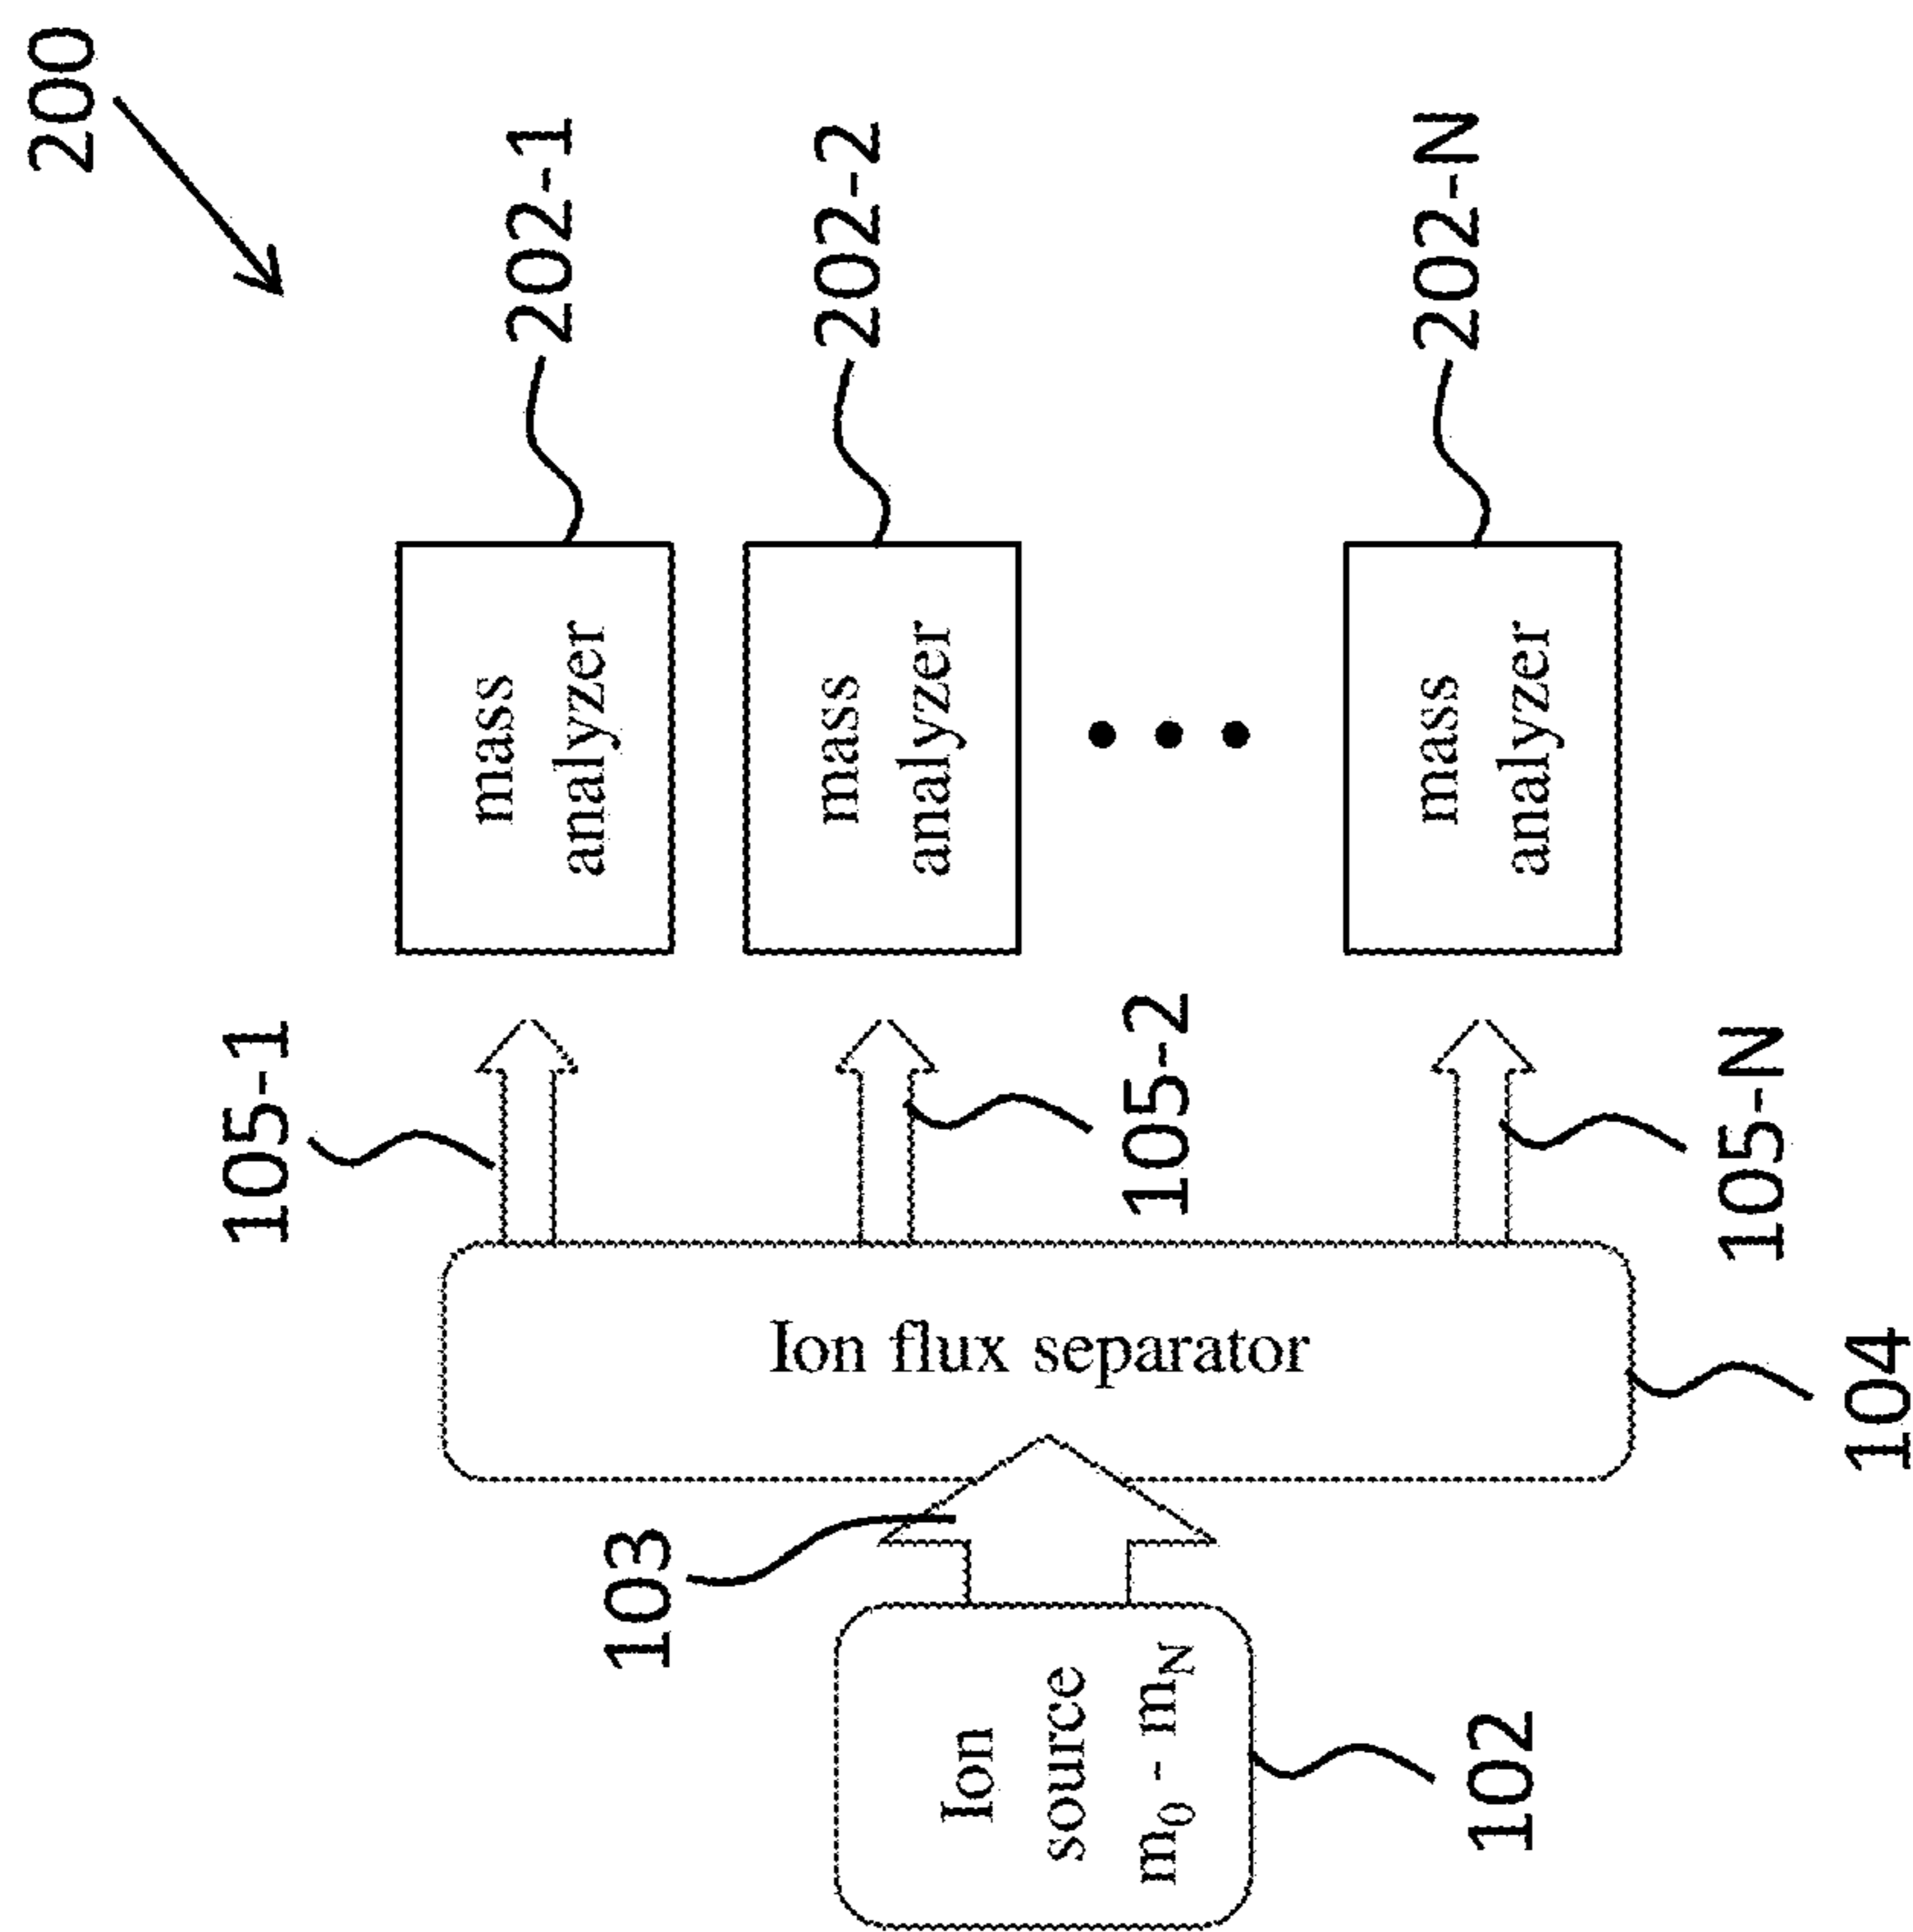 200
105-1
202-1
mass
analyzer
103
202-2
mass
analyzer
Ion
source
m0 - mN
Ion flux separator
105-2
202-N
mass
analyzer
102
104
105-N